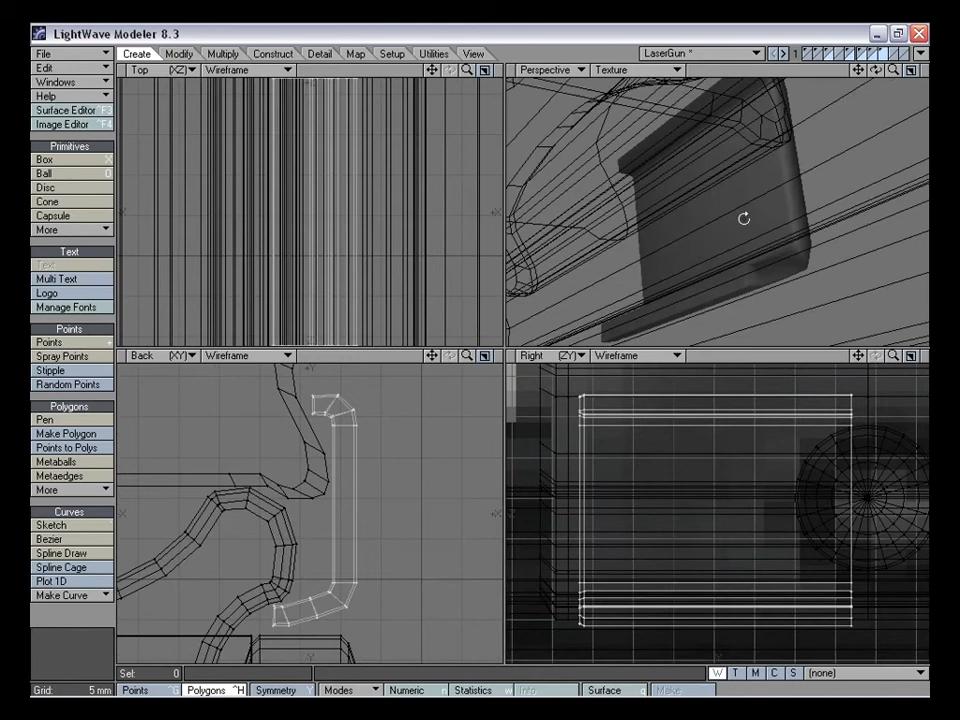 LightWave Modeler 8.3
File
Create
Modify
Multiply
Construct
Detail
Map
Setup
Utilities
View
LaserGun *
1
Edit
Top
(XZ)
Wireframe
Perspective
Texture
Windows
Help
Surface Editor ^F3
Image Editor ^F4
Primitives
Box X
Ball O
Disc
Cone
Capsule
More
Text
Text
Multi Text
Logo
Manage Fonts
Points
Points +
Spray Points
Back
(XY)
Wireframe
Right
(ZY)
Wireframe
Stipple
Random Points
Polygons
Pen
Make Polygon
Points to Polys
Metaballs
Metaedges
More
Curves
Sketch
Bezier
Spline Draw
Spline Cage
Plot 1D
Make Curve
Sel: 0
W
T
M
C
S
(none)
Grid: 5 mm
Points ^G
Polygons ^H
Symmetry Y
Modes
Numeric n
Statistics w
Info
Surface q
Make